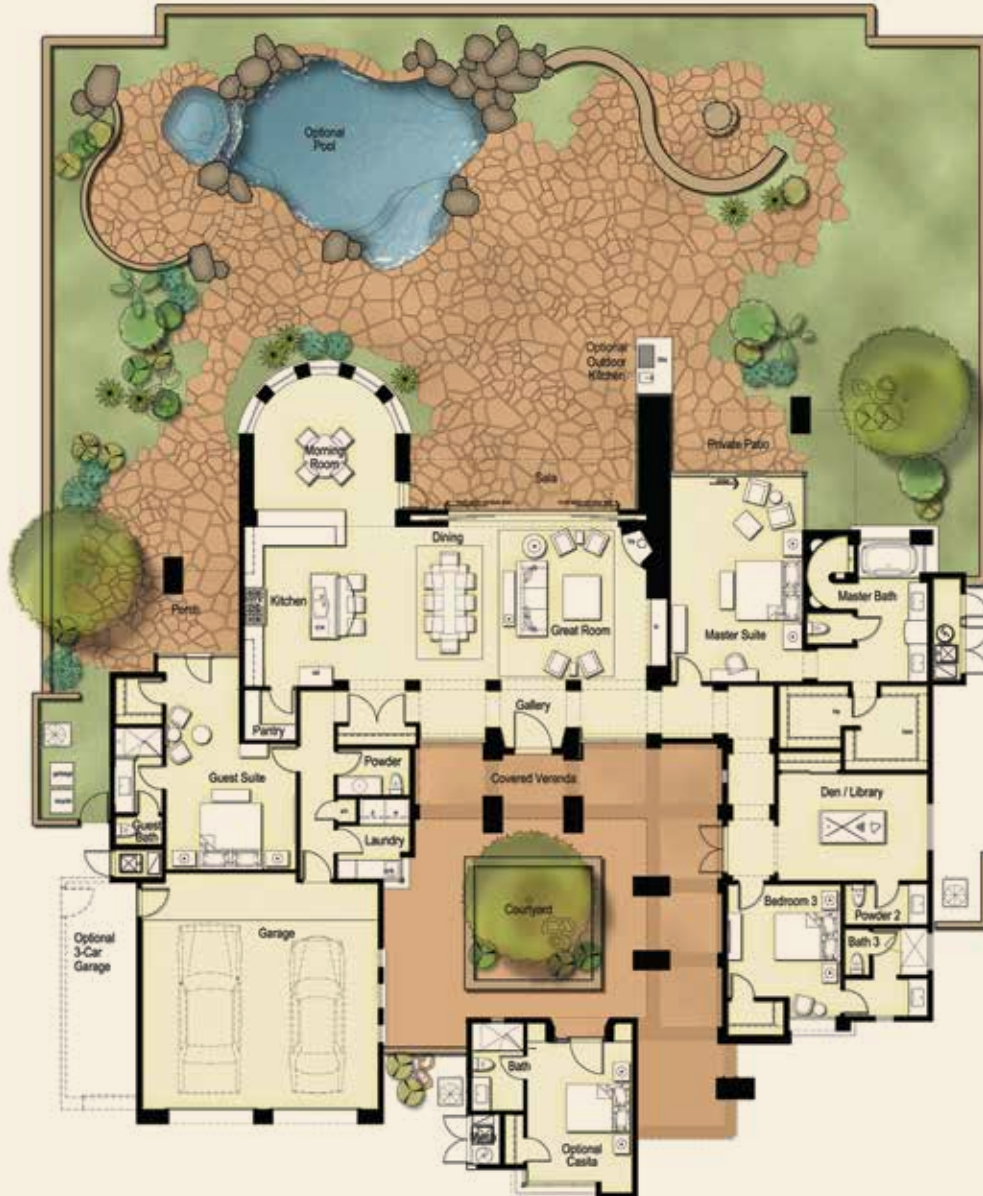 Optional
Pool
Optional
Outdoor
Kitchen
Private Patio
Morning
Room
Sala
Dining
Kitchen
Great Room
Master Bath
Master Suite
Porch
Gallery
Pantry
Powder
Covered Veranda
Guest Suite
Den / Library
Guest
Bath
Laundry
Courtyard
Bedroom 3
Powder 2
Bath 3
Optional
3-Car
Garage
Garage
Bath
Optional
Casita